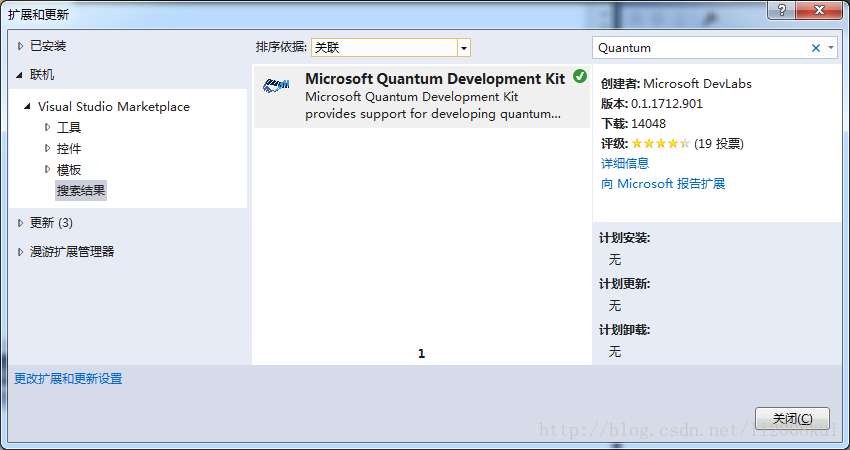 扩展和更新
已安装
联机
Visual Studio Marketplace
工具
控件
模板
搜索结果
更新 (3)
漫游扩展管理器
更改扩展和更新设置
排序依据: 关联
Microsoft Quantum Development Kit
Microsoft Quantum Development Kit
provides support for developing quantum...
1
Quantum
创建者: Microsoft DevLabs
版本: 0.1.1712.901
下载: 14048
评级: (19 投票)
详细信息
向 Microsoft 报告扩展
计划安装:
无
计划更新:
无
计划卸载:
无
关闭(C)